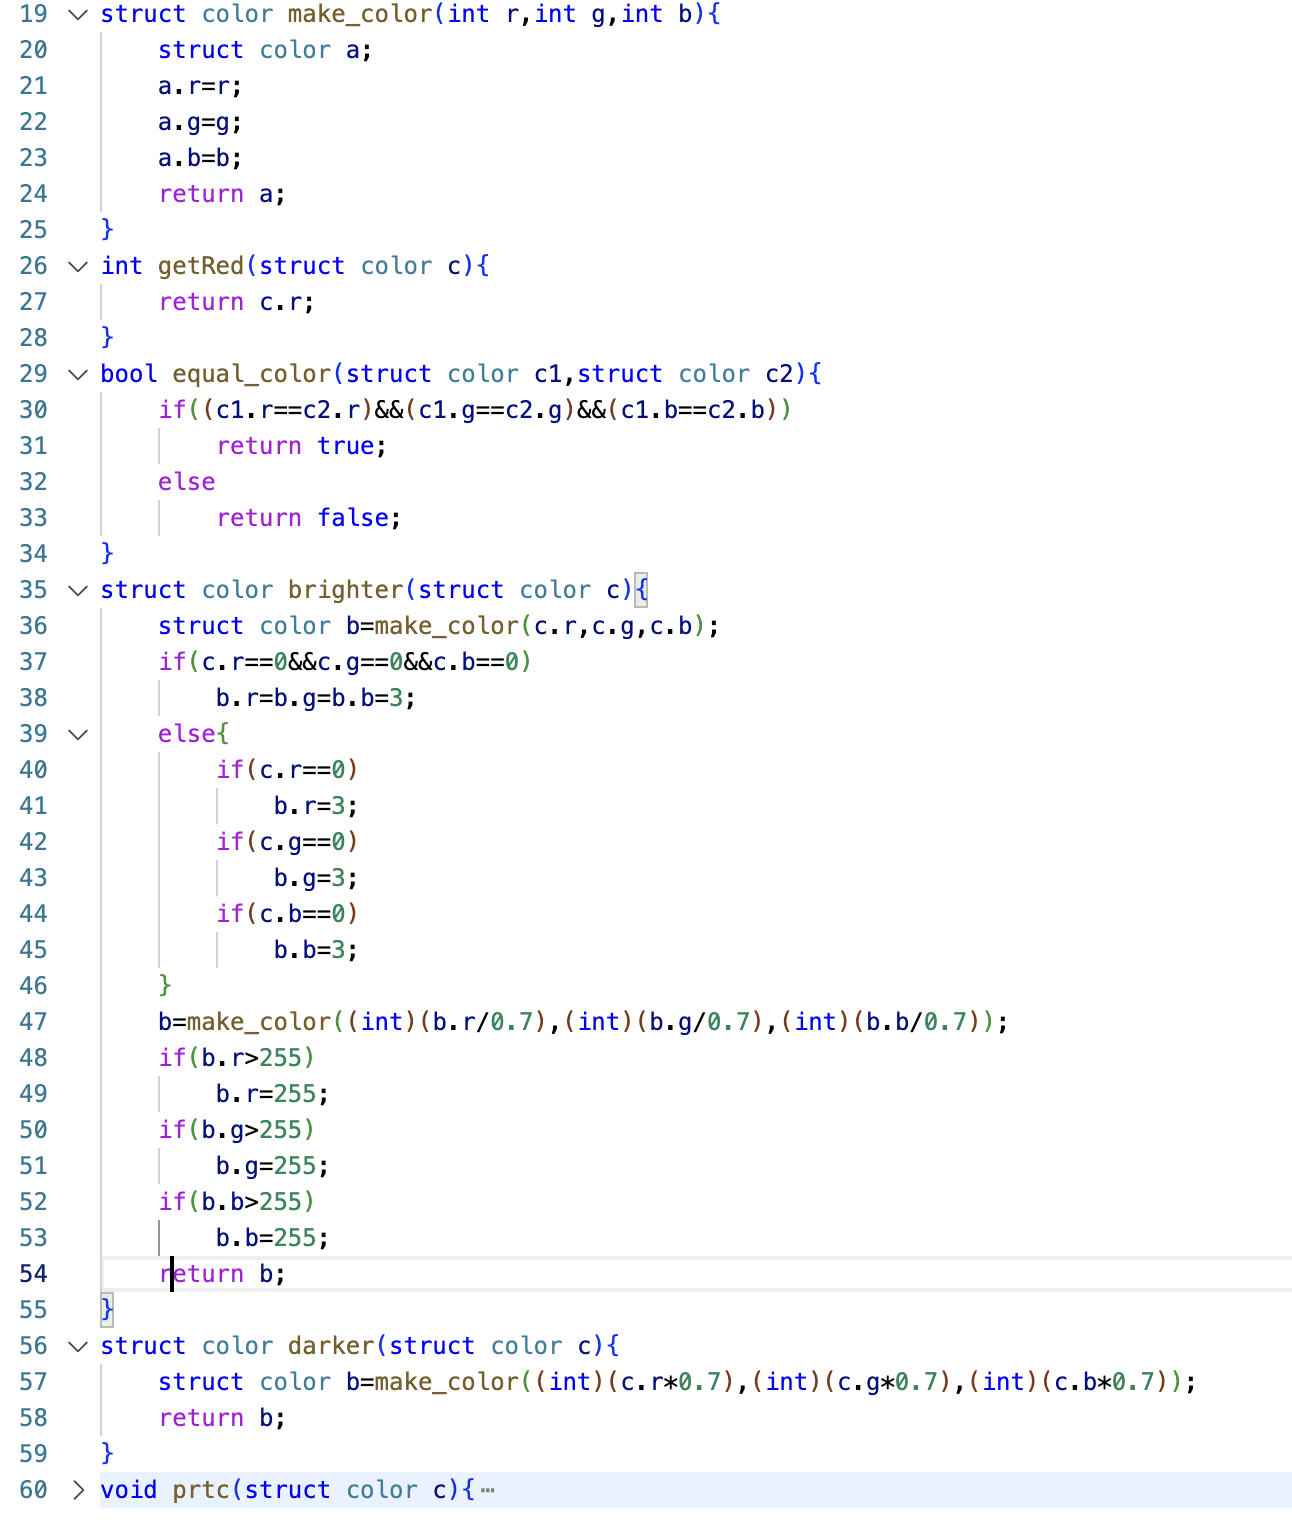 19 struct color make_color(int r,int g,int b){
20     struct color a;
21     a.r=r;
22     a.g=g;
23     a.b=b;
24     return a;
25 }
26 int getRed(struct color c){
27     return c.r;
28 }
29 bool equal_color(struct color c1,struct color c2){
30     if((c1.r==c2.r)&&(c1.g==c2.g)&&(c1.b==c2.b))
31         return true;
32     else
33         return false;
34 }
35 struct color brighter(struct color c){
36     struct color b=make_color(c.r,c.g,c.b);
37     if(c.r==0&&c.g==0&&c.b==0)
38         b.r=b.g=b.b=3;
39     else{
40         if(c.r==0)
41             b.r=3;
42         if(c.g==0)
43             b.g=3;
44         if(c.b==0)
45             b.b=3;
46     }
47     b=make_color((int)(b.r/0.7),(int)(b.g/0.7),(int)(b.b/0.7));
48     if(b.r>255)
49         b.r=255;
50     if(b.g>255)
51         b.g=255;
52     if(b.b>255)
53         b.b=255;
54     return b;
55 }
56 struct color darker(struct color c){
57     struct color b=make_color((int)(c.r*0.7),(int)(c.g*0.7),(int)(c.b*0.7));
58     return b;
59 }
60 void prtc(struct color c){⋯